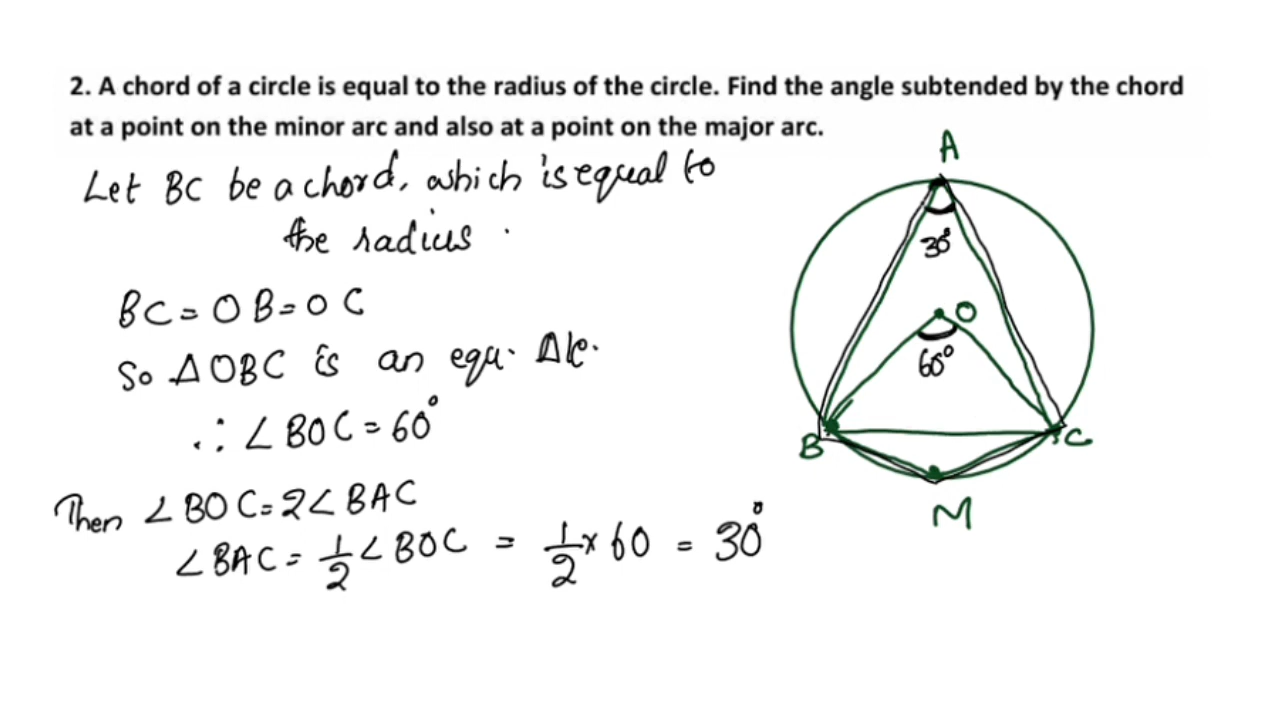 2. A chord of a circle is equal to the radius of the circle. Find the angle subtended by the chord
at a point on the minor arc and also at a point on the major arc.
Let BC be a chord, which is equal to
the radius.
BC = OB = OC
So ΔOBC is an equ. Δle.
∴ ∠BOC = 60°
Then ∠BOC = 2∠BAC
∠BAC = 1/2 ∠BOC = 1/2 × 60 = 30°
A
30°
O
60°
B
C
M